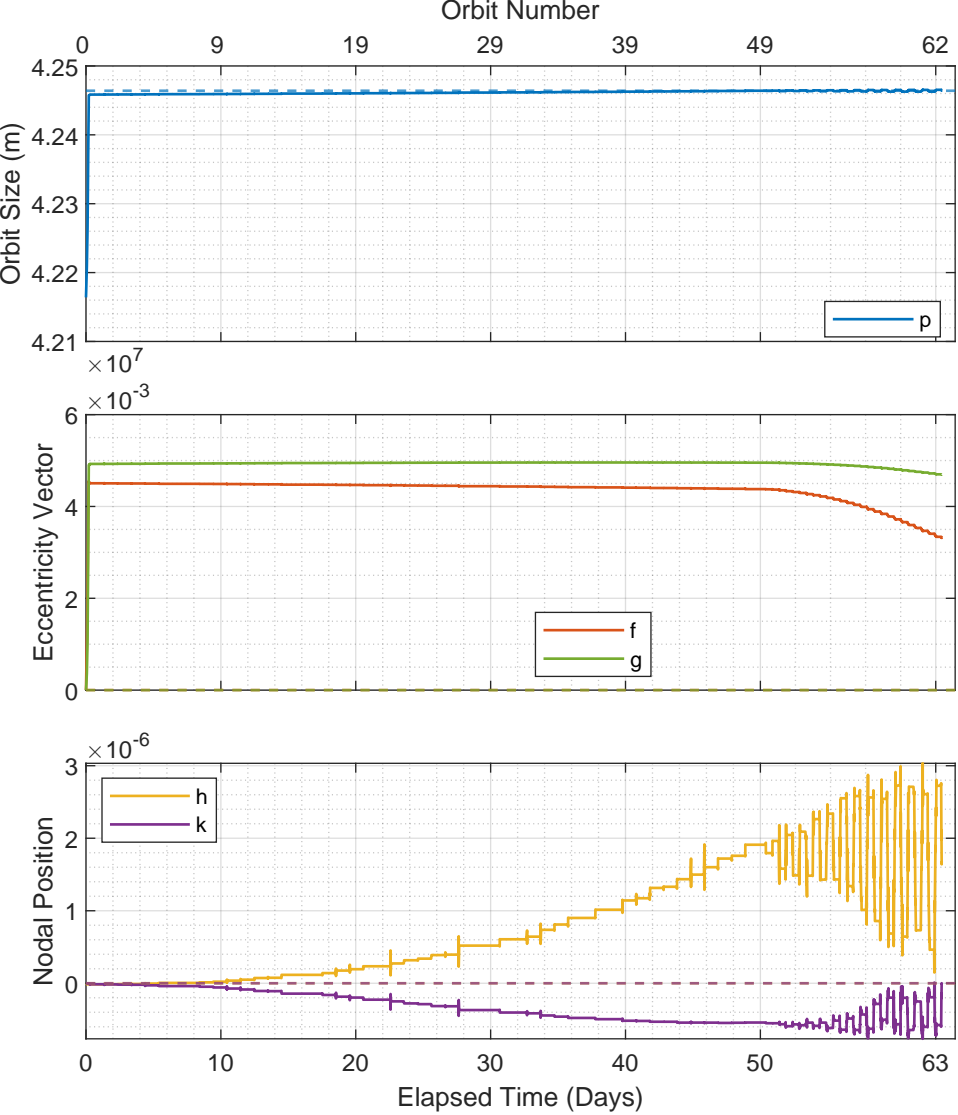 Orbit Number
0 9 19 29 39 49 62
4.25
4.24
4.23
4.22
4.21
Orbit Size (m)
p
×10^7
×10^-3
6
4
2
0
Eccentricity Vector
f
g
×10^-6
3
2
1
0
Nodal Position
h
k
0 10 20 30 40 50 63
Elapsed Time (Days)